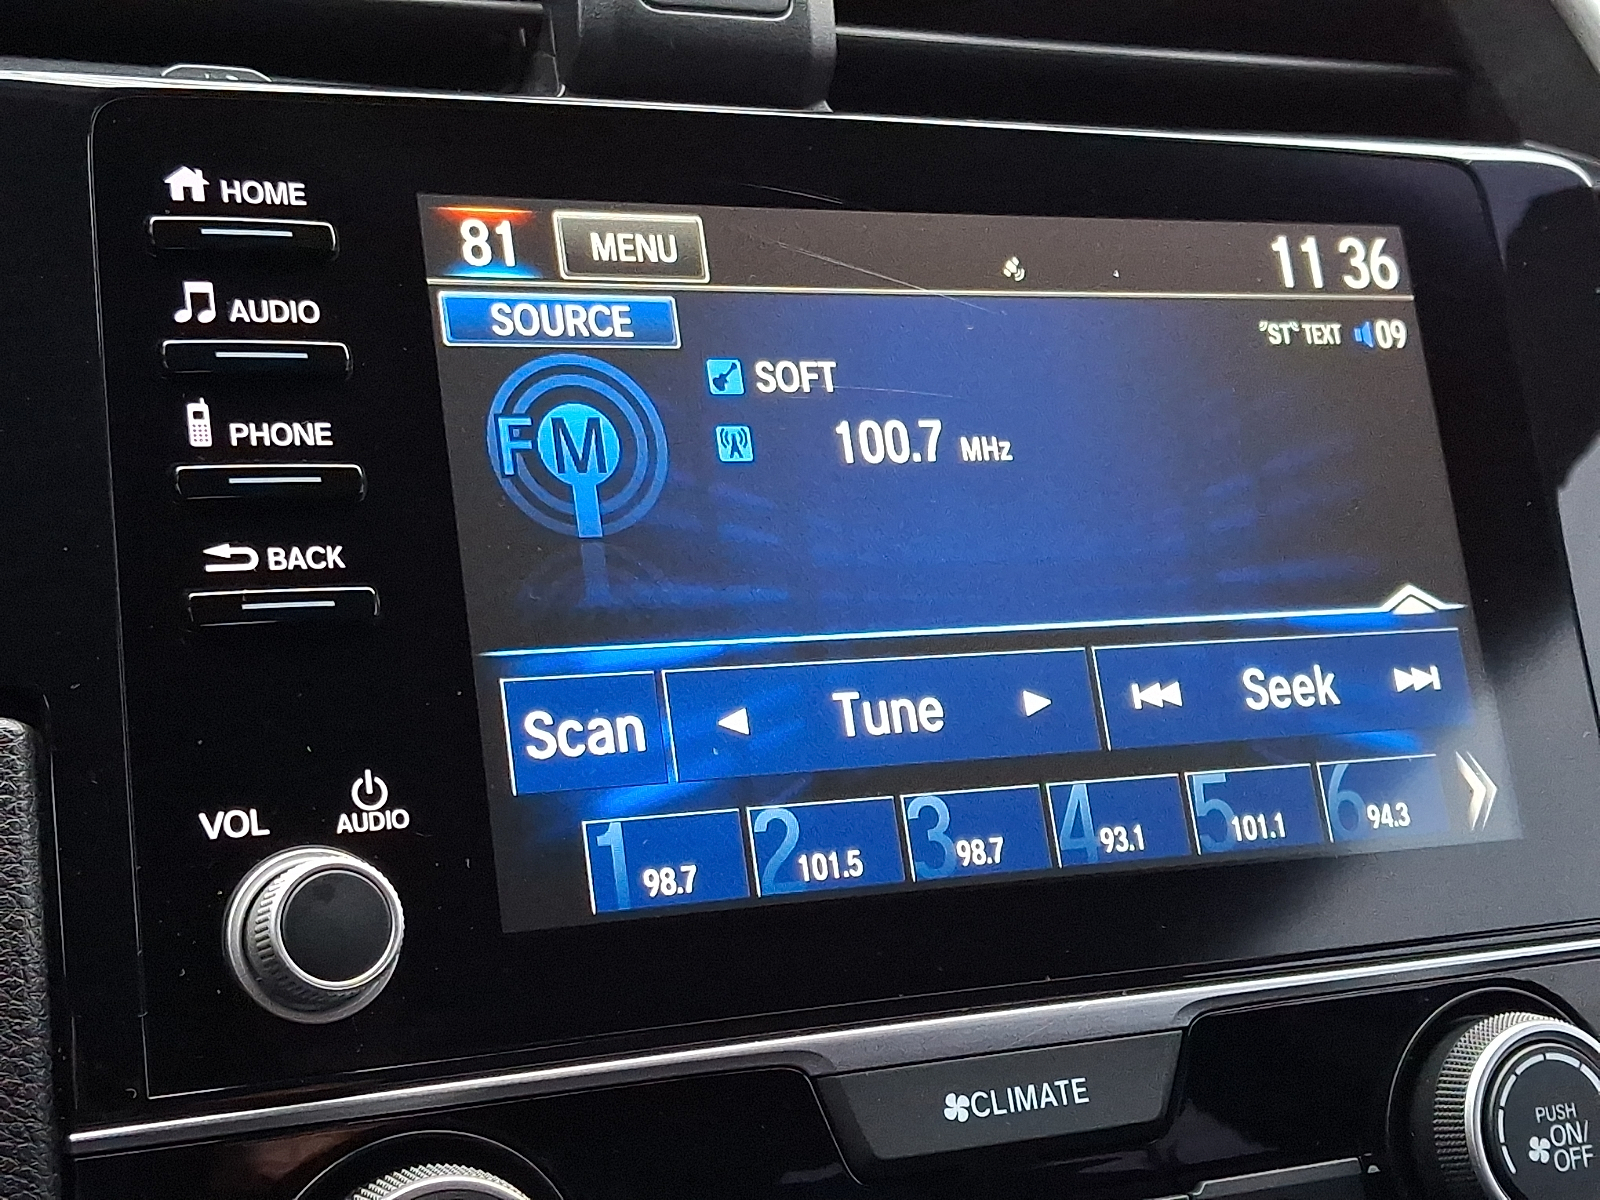 HOME
AUDIO
PHONE
BACK
VOL
AUDIO
81
MENU
11 36
SOURCE
"ST" TEXT 09
FM
SOFT
100.7 MHz
Scan
Tune
Seek
1 98.7
2 101.5
3 98.7
4 93.1
5 101.1
6 94.3
CLIMATE
PUSH
ON/
OFF